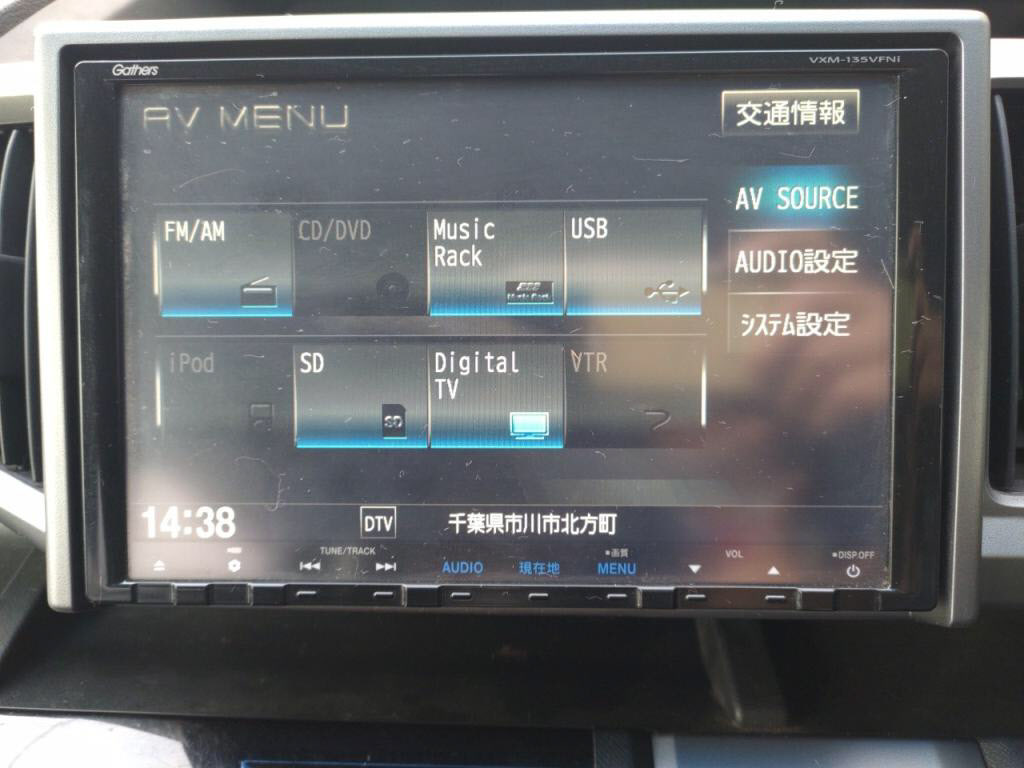 Gathers
VXM-135VFNi
AV MENU
交通情報
AV SOURCE
FM/AM
CD/DVD
Music
Rack
USB
AUDIO設定
システム設定
iPod
SD
Digital
TV
VTR
SD
14:38
DTV
千葉県市川市北方町
TUNE/TRACK
AUDIO
現在地
画質
MENU
VOL
DISP OFF